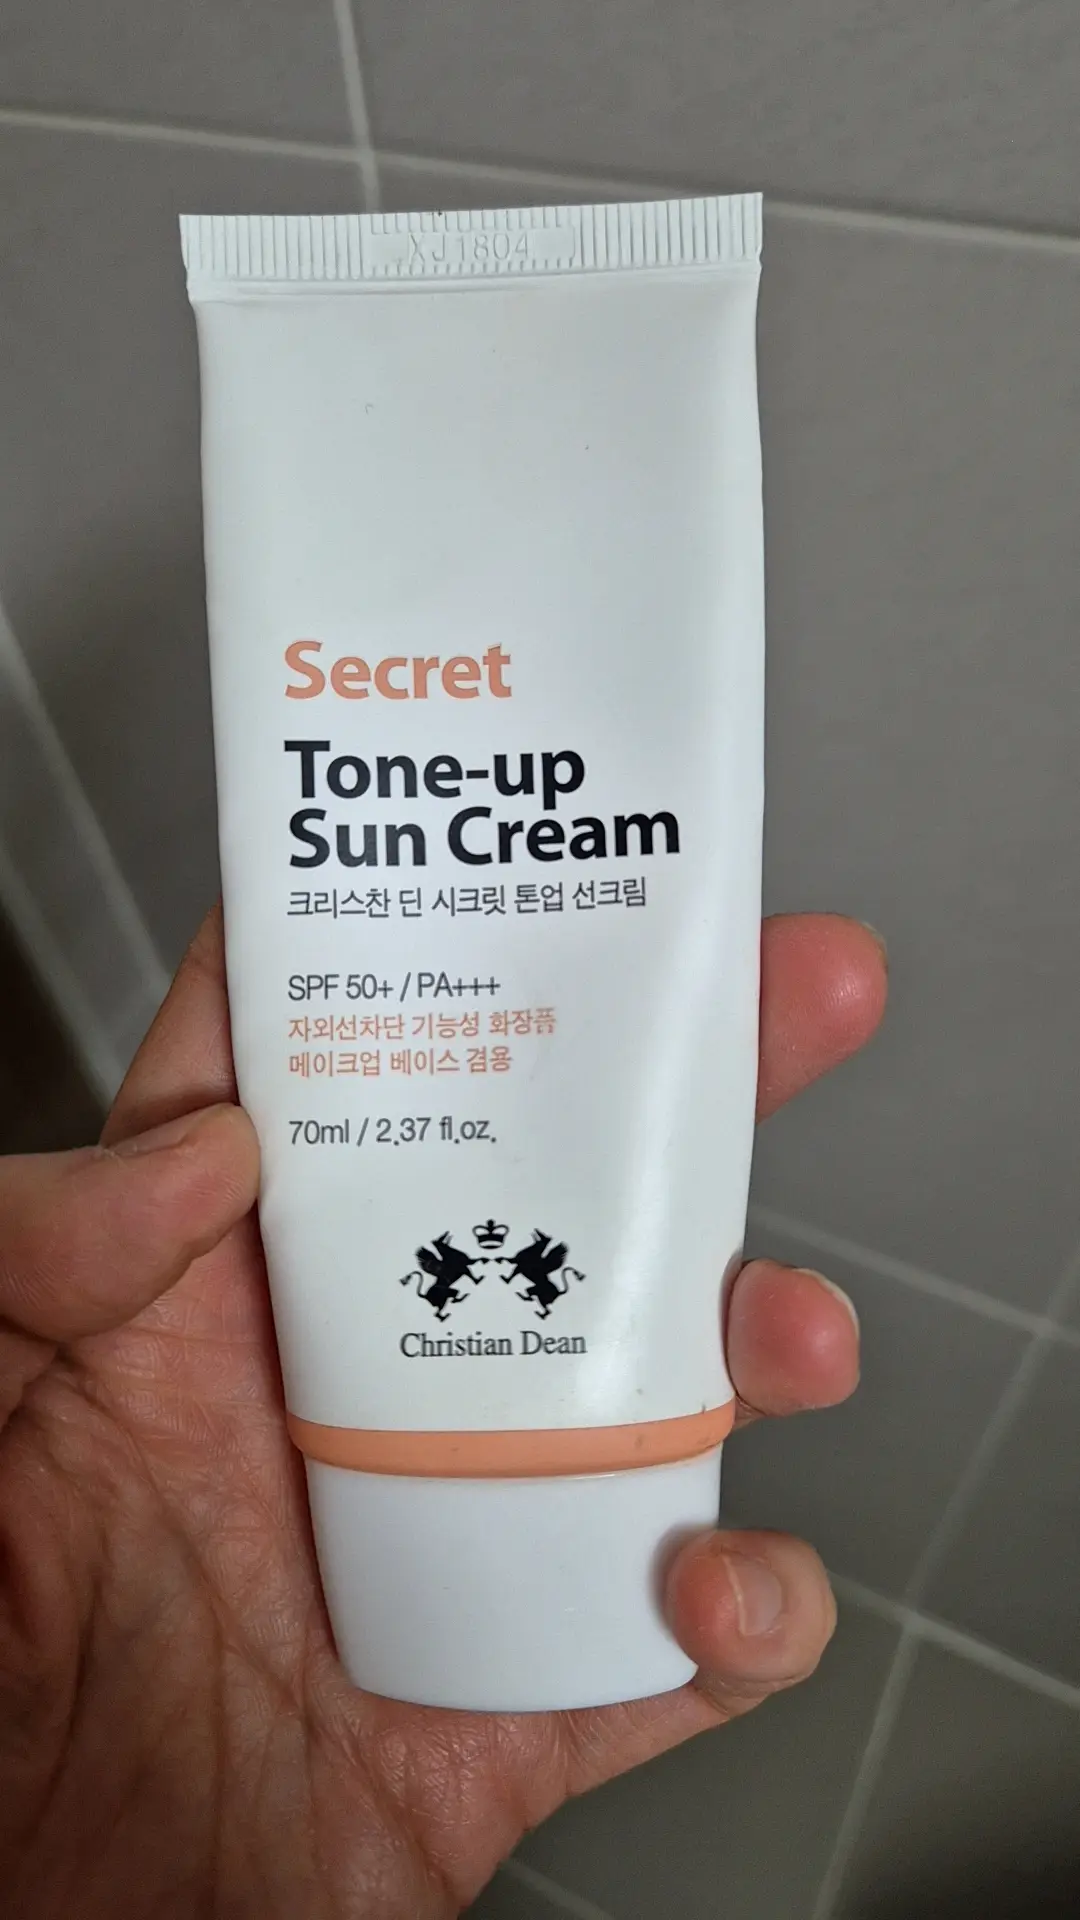 XJ1804
Secret
Tone-up
Sun Cream
크리스찬 딘 시크릿 톤업 선크림
SPF 50+ / PA+++
자외선차단 기능성 화장품
메이크업 베이스 겸용
70ml / 2.37 fl.oz.
Christian Dean